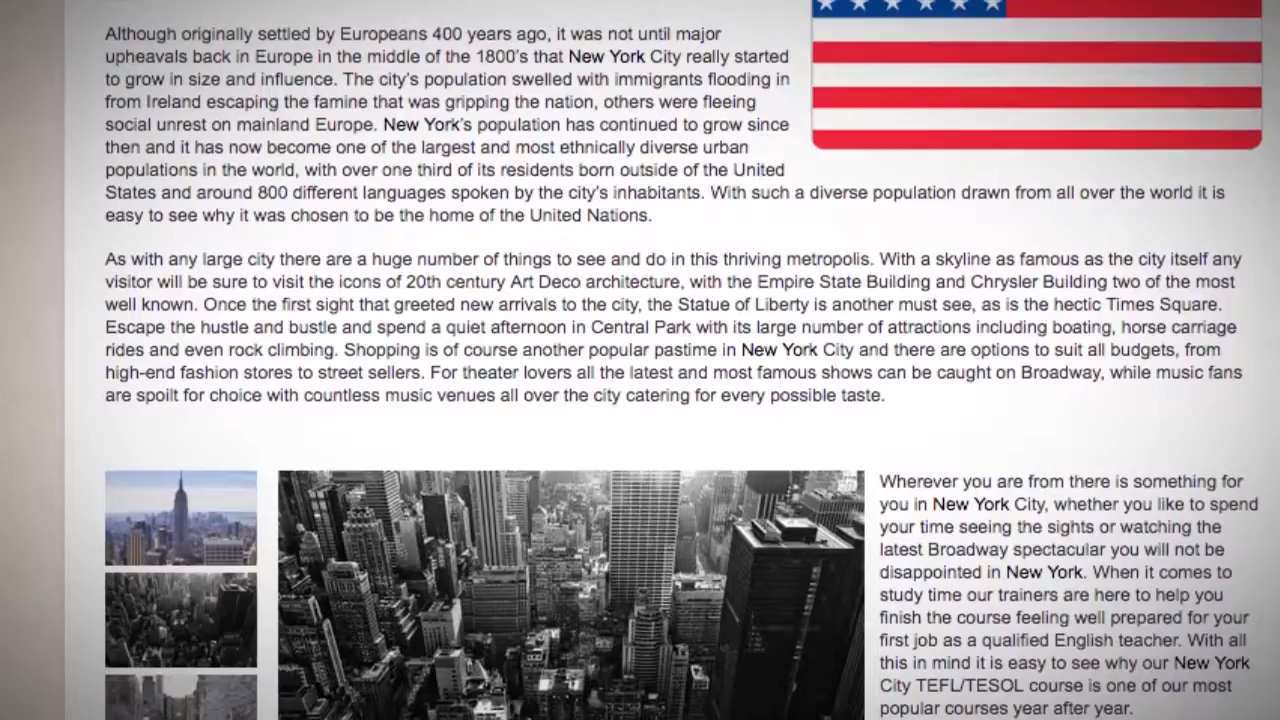 Although originally settled by Europeans 400 years ago, it was not until major
upheavals back in Europe in the middle of the 1800's that New York City really started
to grow in size and influence. The city's population swelled with immigrants flooding in
from Ireland escaping the famine that was gripping the nation, others were fleeing
social unrest on mainland Europe. New York's population has continued to grow since
then and it has now become one of the largest and most ethnically diverse urban
populations in the world, with over one third of its residents born outside of the United
States and around 800 different languages spoken by the city's inhabitants. With such a diverse population drawn from all over the world it is
easy to see why it was chosen to be the home of the United Nations.
As with any large city there are a huge number of things to see and do in this thriving metropolis. With a skyline as famous as the city itself any
visitor will be sure to visit the icons of 20th century Art Deco architecture, with the Empire State Building and Chrysler Building two of the most
well known. Once the first sight that greeted new arrivals to the city, the Statue of Liberty is another must see, as is the hectic Times Square.
Escape the hustle and bustle and spend a quiet afternoon in Central Park with its large number of attractions including boating, horse carriage
rides and even rock climbing. Shopping is of course another popular pastime in New York City and there are options to suit all budgets, from
high-end fashion stores to street sellers. For theater lovers all the latest and most famous shows can be caught on Broadway, while music fans
are spoilt for choice with countless music venues all over the city catering for every possible taste.
Wherever you are from there is something for
you in New York City, whether you like to spend
your time seeing the sights or watching the
latest Broadway spectacular you will not be
disappointed in New York. When it comes to
study time our trainers are here to help you
finish the course feeling well prepared for your
first job as a qualified English teacher. With all
this in mind it is easy to see why our New York
City TEFL/TESOL course is one of our most
popular courses year after year.